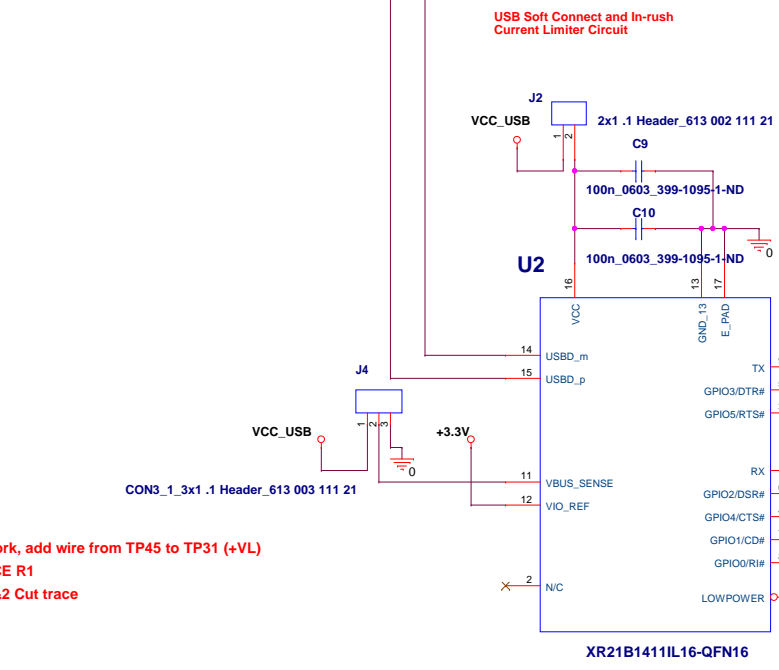 USB Soft Connect and In-rush
Current Limiter Circuit
J2
VCC_USB
2x1 .1 Header_613 002 111 21
1
2
C9
100n_0603_399-1095-1-ND
C10
100n_0603_399-1095-1-ND
0
U2
16
13
17
VCC
GND_13
E_PAD
14
USBD_m
15
USBD_p
TX
GPIO3/DTR#
GPIO5/RTS#
J4
1
2
3
VCC_USB
+3.3V
0
CON3_1_3x1 .1 Header_613 003 111 21
11
VBUS_SENSE
12
VIO_REF
RX
GPIO2/DSR#
GPIO4/CTS#
GPIO1/CD#
GPIO0/RI#
rk, add wire from TP45 to TP31 (+VL)
E R1
2 Cut trace
2
N/C
LOWPOWER
XR21B1411IL16-QFN16